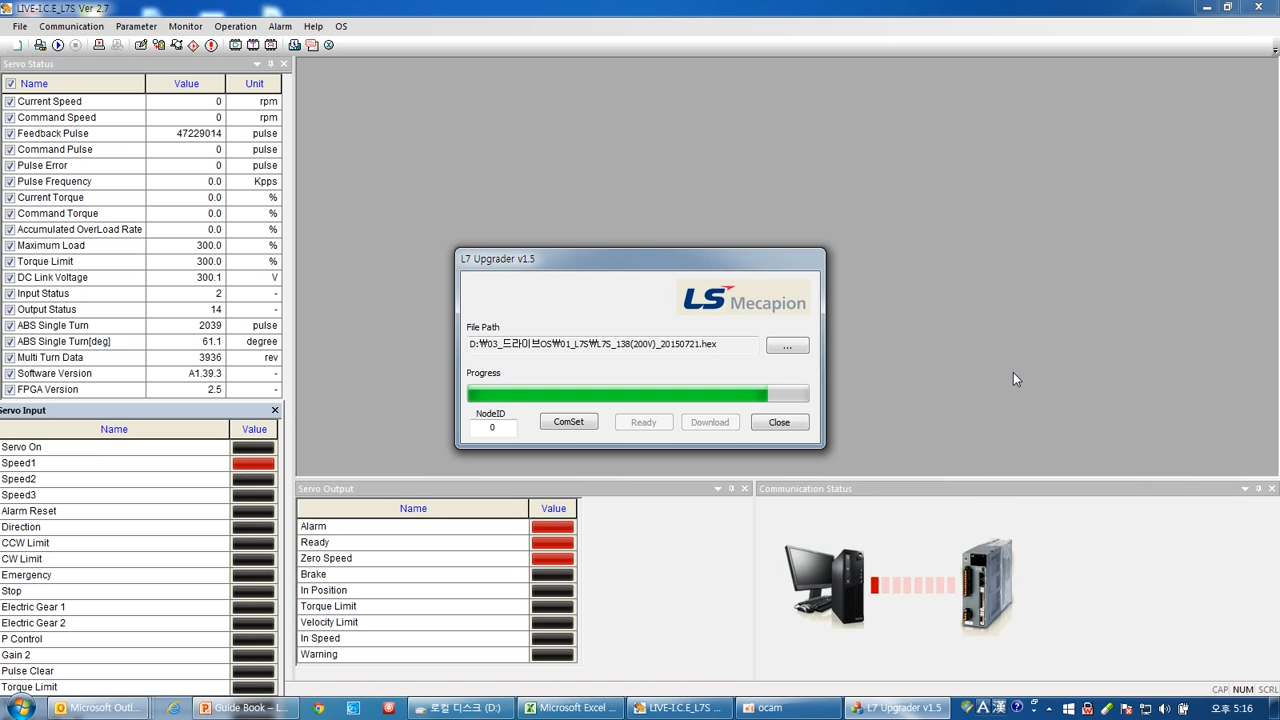 LIVE-I.C.E_L7S Ver 2.7
File Communication Parameter Monitor Operation Alarm Help OS
Servo Status
Name Value Unit
Current Speed 0 rpm
Command Speed 0 rpm
Feedback Pulse 47229014 pulse
Command Pulse 0 pulse
Pulse Error 0 pulse
Pulse Frequency 0.0 Kpps
Current Torque 0.0 %
Command Torque 0.0 %
Accumulated OverLoad Rate 0.0 %
Maximum Load 300.0 %
Torque Limit 300.0 %
DC Link Voltage 300.1 V
Input Status 2 -
Output Status 14 -
ABS Single Turn 2039 pulse
ABS Single Turn[deg] 61.1 degree
Multi Turn Data 3936 rev
Software Version A1.39.3 -
FPGA Version 2.5 -
L7 Upgrader v1.5
LS Mecapion
File Path
D:₩03_드라이브OS₩01_L7S₩L7S_138(200V)_20150721.hex
...
Progress
NodeID
0
ComSet Ready Download Close
Servo Input
Name Value
Servo On
Speed1
Speed2
Speed3
Alarm Reset
Direction
CCW Limit
CW Limit
Emergency
Stop
Electric Gear 1
Electric Gear 2
P Control
Gain 2
Pulse Clear
Torque Limit
Servo Output
Name Value
Alarm
Ready
Zero Speed
Brake
In Position
Torque Limit
Velocity Limit
In Speed
Warning
Communication Status
CAP NUM SCRL
Microsoft Outl... Guide Book – L... 로컬 디스크 (D:) Microsoft Excel ... LIVE-I.C.E_L7S ... ocam L7 Upgrader v1.5 A 漢 오후 5:16